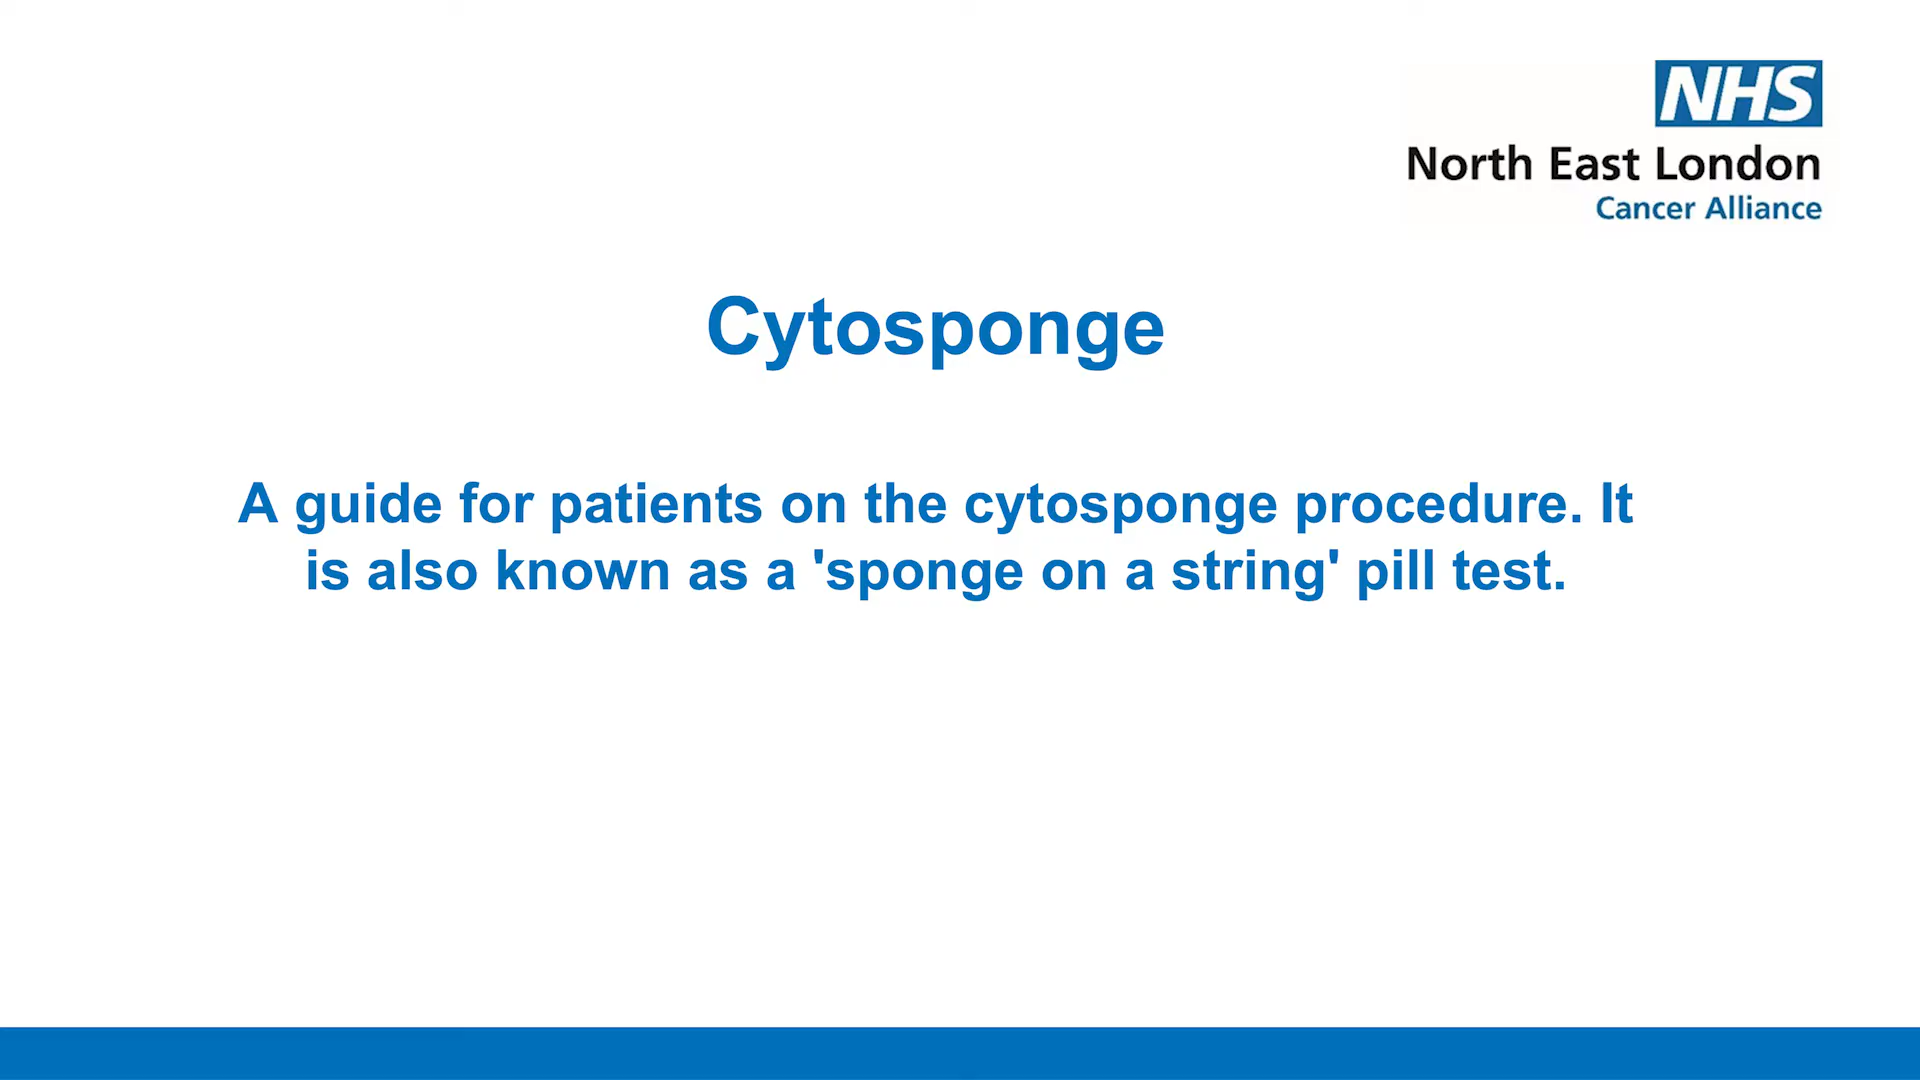 NHS
North East London
Cancer Alliance
Cytosponge
A guide for patients on the cytosponge procedure. It
is also known as a 'sponge on a string' pill test.